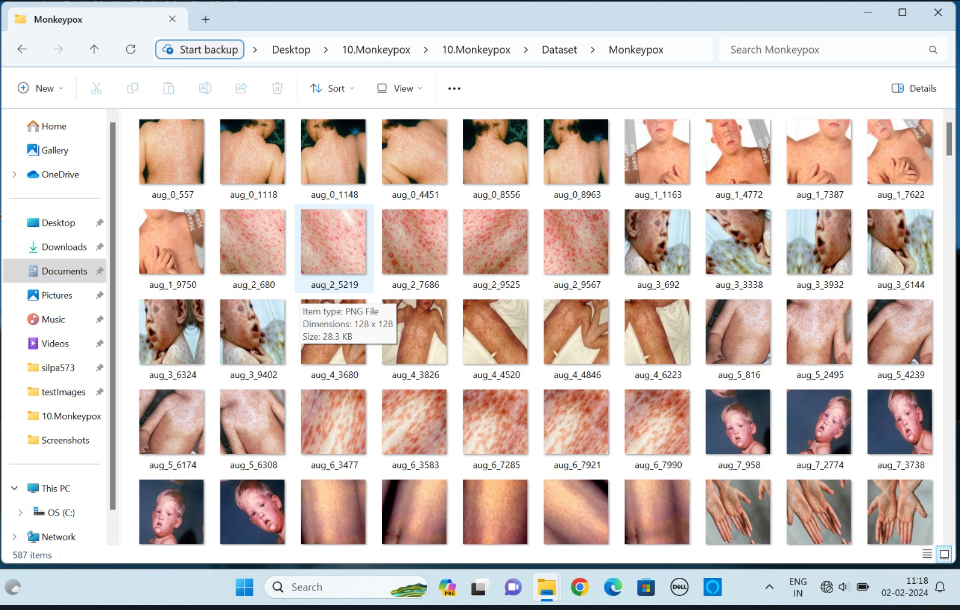 Monkeypox
Start backup > Desktop > 10.Monkeypox > 10.Monkeypox > Dataset > Monkeypox
Search Monkeypox
New
Sort
View
Details
Home
Gallery
OneDrive
Desktop
Downloads
Documents
Pictures
Music
Videos
silpa573
testImages
10.Monkeypox
Screenshots
This PC
OS (C:)
Network
aug_0_557 aug_0_1118 aug_0_1148 aug_0_4451 aug_0_8556 aug_0_8963 aug_1_1163 aug_1_4772 aug_1_7387 aug_1_7622
aug_1_9750 aug_2_680 aug_2_5219 aug_2_7686 aug_2_9525 aug_2_9567 aug_3_692 aug_3_3338 aug_3_3932 aug_3_6144
Item type: PNG File
Dimensions: 128 x 128
Size: 28.3 KB
aug_3_6324 aug_3_9402 aug_4_3680 aug_4_3826 aug_4_4520 aug_4_4846 aug_4_6223 aug_5_816 aug_5_2495 aug_5_4239
aug_5_6174 aug_5_6308 aug_6_3477 aug_6_3583 aug_6_7285 aug_6_7921 aug_6_7990 aug_7_958 aug_7_2774 aug_7_3738
587 items
Search
PRE
DELL
ENG
IN
11:18
02-02-2024